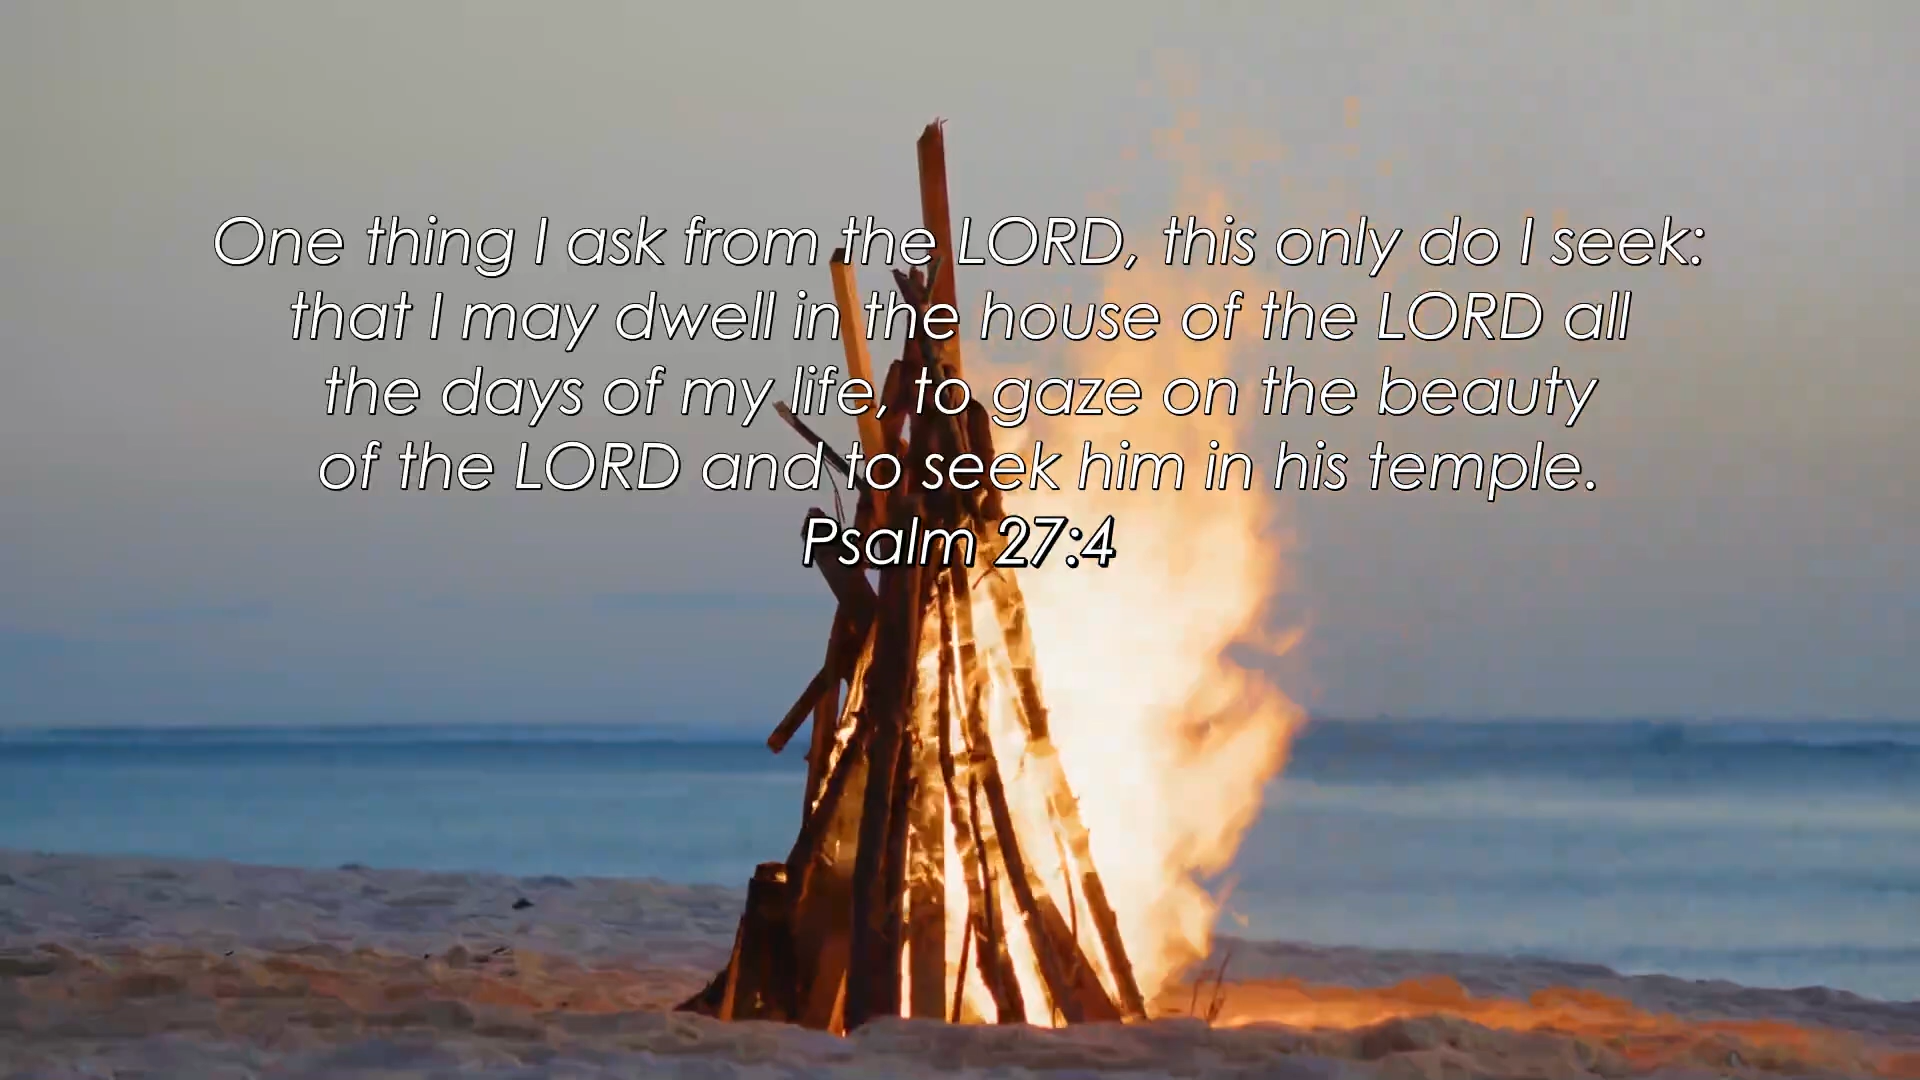 One thing I ask from the LORD, this only do I seek:
that I may dwell in the house of the LORD all
the days of my life, to gaze on the beauty
of the LORD and to seek him in his temple.
Psalm 27:4